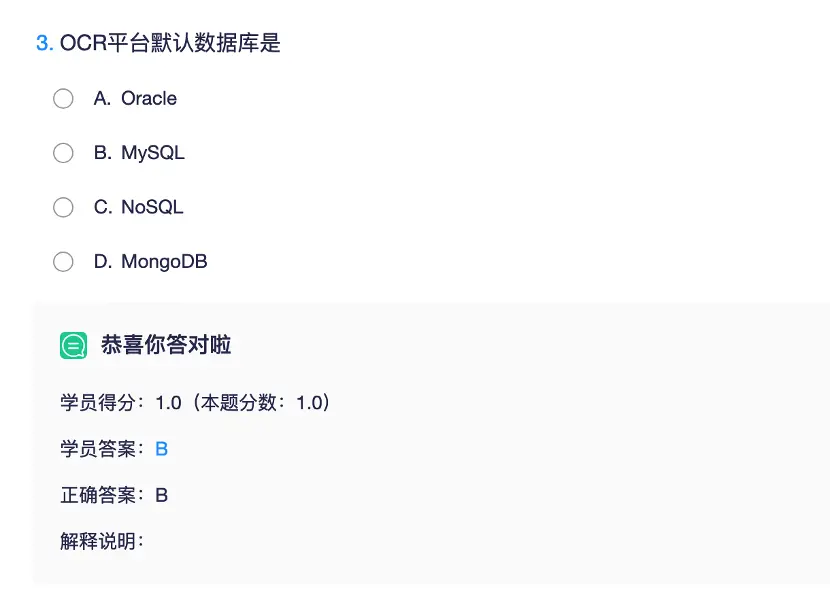 3. OCR平台默认数据库是
A. Oracle
B. MySQL
C. NoSQL
D. MongoDB
恭喜你答对啦
学员得分：1.0（本题分数：1.0）
学员答案：B
正确答案：B
解释说明：